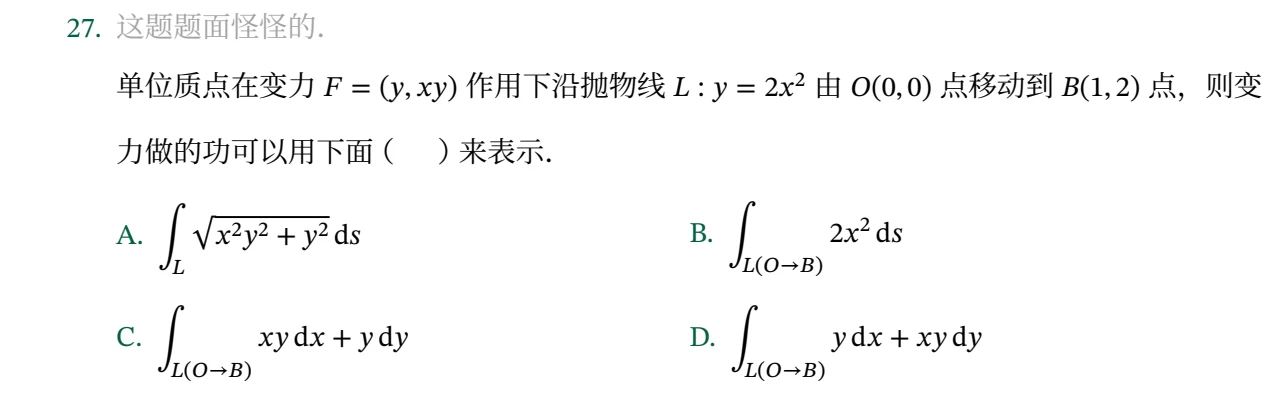 27. 这题题面怪怪的.
单位质点在变力 F = (y, xy) 作用下沿抛物线 L : y = 2x² 由 O(0, 0) 点移动到 B(1, 2) 点，则变
力做的功可以用下面 (　) 来表示.
A. ∫_L √(x²y² + y²) ds B. ∫_{L(O→B)} 2x² ds
C. ∫_{L(O→B)} xy dx + y dy D. ∫_{L(O→B)} y dx + xy dy